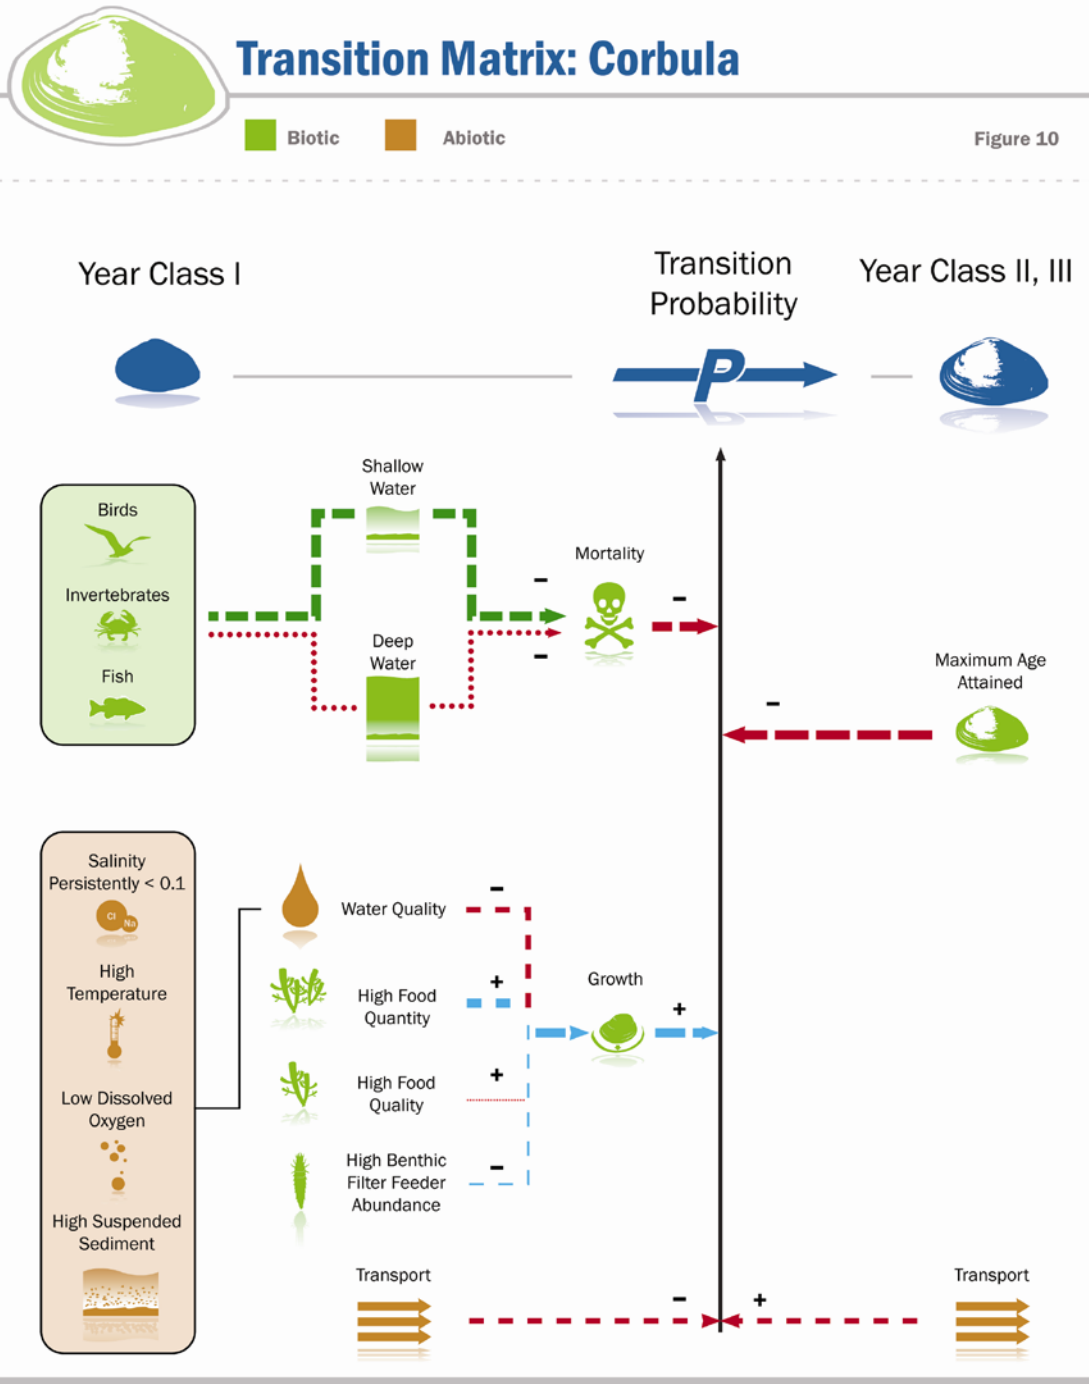 Transition Matrix: Corbula
Biotic
Abiotic
Figure 10
Year Class I
Transition
Probability
Year Class II, III
P
Shallow
Water
Birds
Invertebrates
Fish
Deep
Water
Mortality
–
–
–
Maximum Age
Attained
–
Salinity
Persistently < 0.1
Cl
Na
High
Temperature
Low Dissolved
Oxygen
High Suspended
Sediment
Water Quality
–
High Food
Quantity
+
High Food
Quality
+
High Benthic
Filter Feeder
Abundance
–
Growth
+
Transport
–
+
Transport